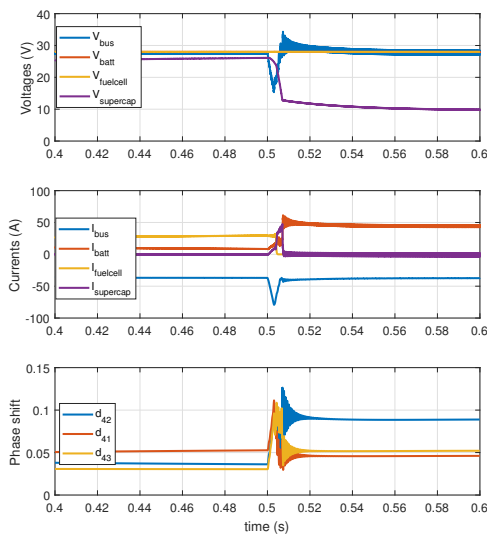 40
30
20
10
0
Voltages (V)
V_bus
V_batt
V_fuelcell
V_supercap
0.4 0.42 0.44 0.46 0.48 0.5 0.52 0.54 0.56 0.58 0.6
100
50
0
-50
-100
Currents (A)
I_bus
I_batt
I_fuelcell
I_supercap
0.4 0.42 0.44 0.46 0.48 0.5 0.52 0.54 0.56 0.58 0.6
0.15
0.1
0.05
0
Phase shift
d_42
d_41
d_43
0.4 0.42 0.44 0.46 0.48 0.5 0.52 0.54 0.56 0.58 0.6
time (s)